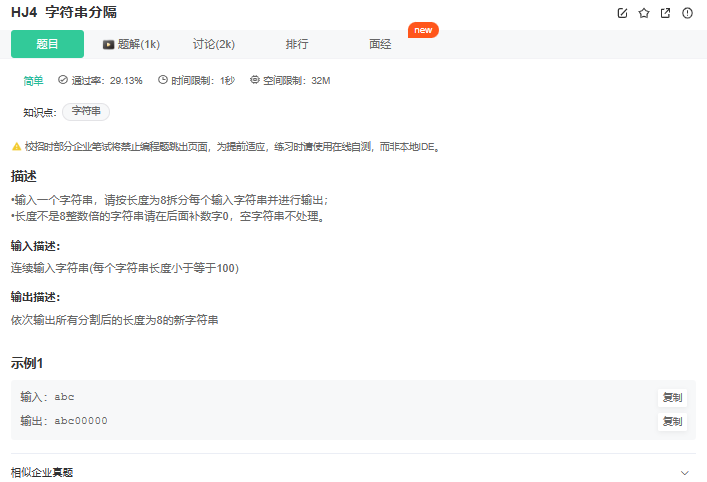 HJ4 字符串分隔
题目 题解(1k) 讨论(2k) 排行 面经 new
简单 通过率：29.13% 时间限制：1秒 空间限制：32M
知识点： 字符串
校招时部分企业笔试将禁止编程题跳出页面，为提前适应，练习时请使用在线自测，而非本地IDE。
描述
•输入一个字符串，请按长度为8拆分每个输入字符串并进行输出；
•长度不是8整数倍的字符串请在后面补数字0，空字符串不处理。
输入描述：
连续输入字符串(每个字符串长度小于等于100)
输出描述：
依次输出所有分割后的长度为8的新字符串
示例1
输入：abc 复制
输出：abc00000 复制
相似企业真题